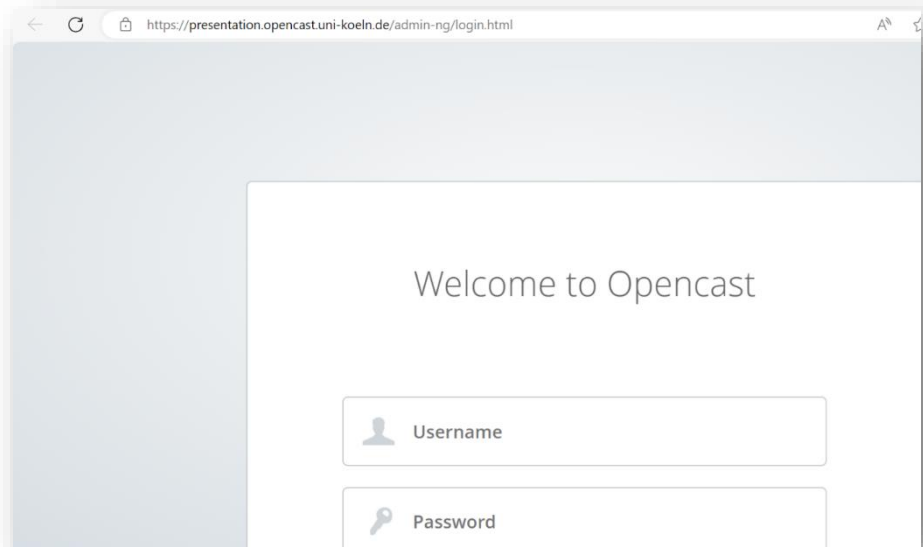 https://presentation.opencast.uni-koeln.de/admin-ng/login.html
Welcome to Opencast
Username
Password